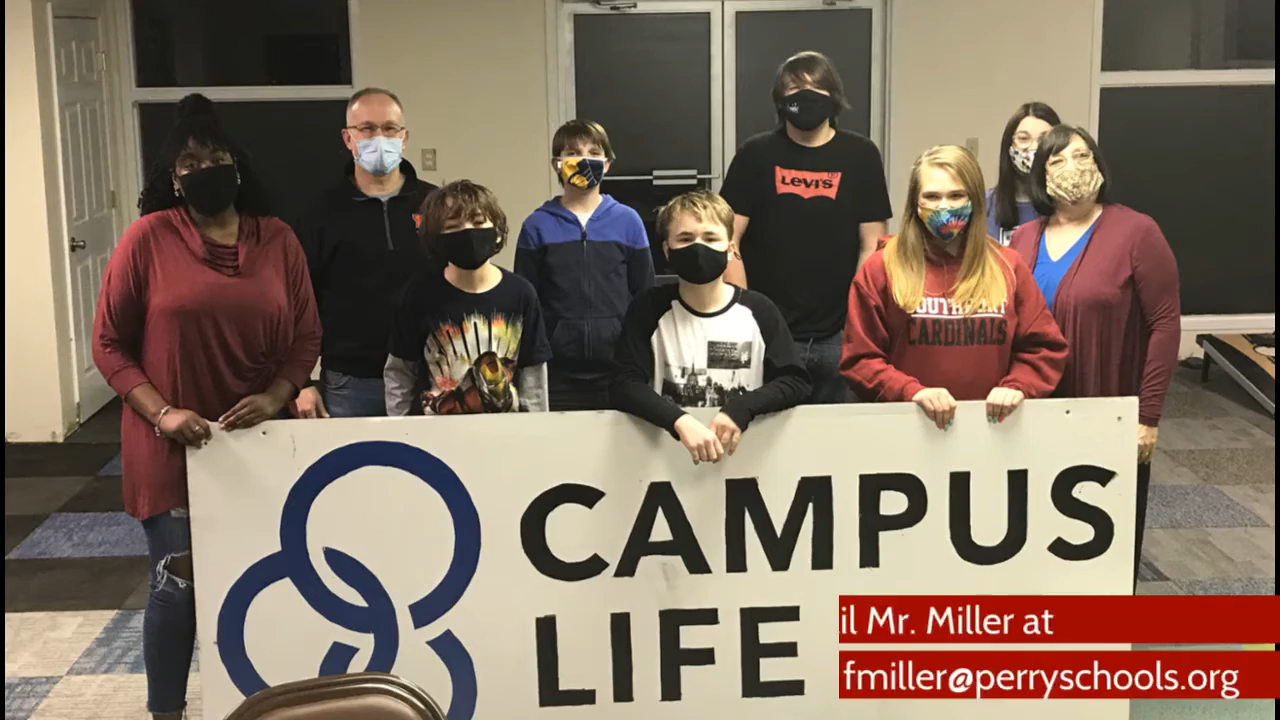 LEVI'S
CARDINALS
CAMPUS
LIFE
il Mr. Miller at
fmiller@perryschools.org